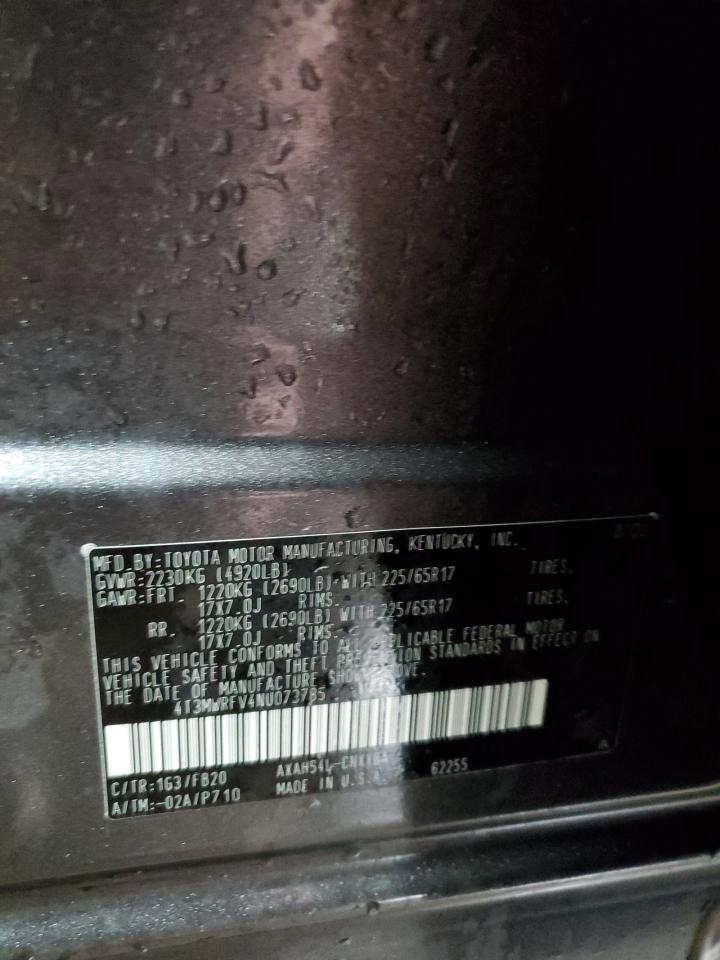 MFD.BY:TOYOTA MOTOR MANUFACTURING, KENTUCKY, INC.
GVWR:2230KG (4920LB)
GAWR:FRT. 1220KG (2690LB) WITH 225/65R17 TIRES,
17X7.0J RIMS,
RR. 1220KG (2690LB) WITH 225/65R17 TIRES,
17X7.0J RIMS,
THIS VEHICLE CONFORMS TO ALL APPLICABLE FEDERAL MOTOR
VEHICLE SAFETY AND THEFT PREVENTION STANDARDS IN EFFECT ON
THE DATE OF MANUFACTURE SHOWN ABOVE.
4T3MWRFV4NU073785
C/TR:1G3/FB20 AXAH54L- 62255
A/TM:-02A/P710 MADE IN U.S.A. A